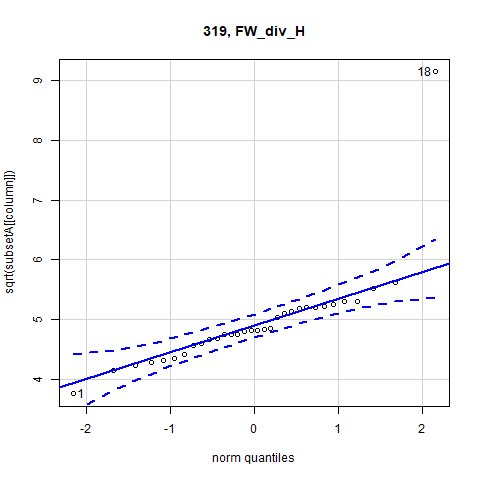 319, FW_div_H
18
9
8
7
6
5
4
sqrt(subsetA[[column]])
1
-2 -1 0 1 2
norm quantiles